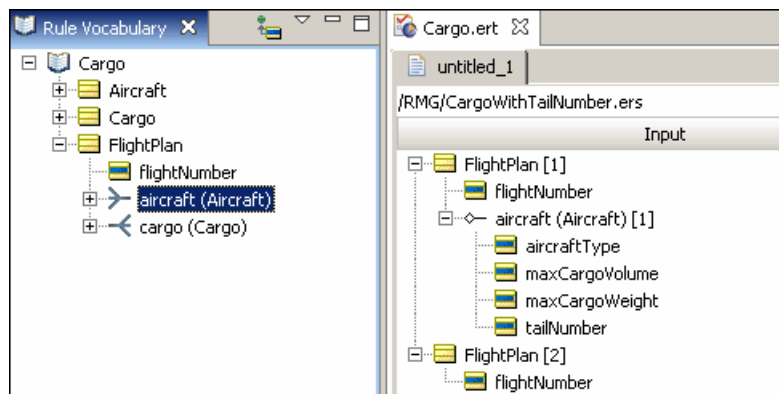 Rule Vocabulary
Cargo
Aircraft
Cargo
FlightPlan
flightNumber
aircraft (Aircraft)
cargo (Cargo)
Cargo.ert
untitled_1
/RMG/CargoWithTailNumber.ers
Input
FlightPlan [1]
flightNumber
aircraft (Aircraft) [1]
aircraftType
maxCargoVolume
maxCargoWeight
tailNumber
FlightPlan [2]
flightNumber